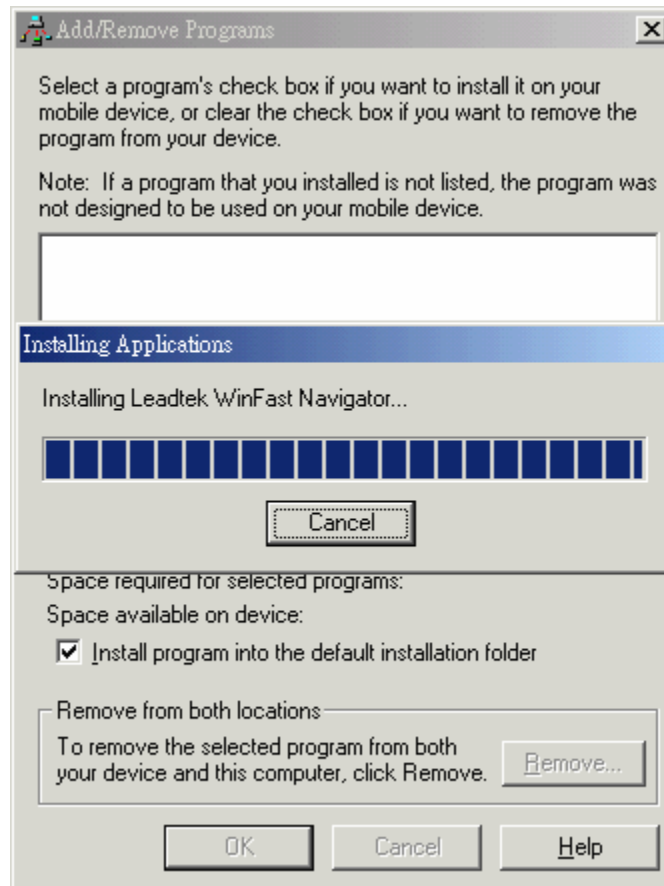 Add/Remove Programs
Select a program's check box if you want to install it on your
mobile device, or clear the check box if you want to remove the
program from your device.
Note: If a program that you installed is not listed, the program was
not designed to be used on your mobile device.
Installing Applications
Installing Leadtek WinFast Navigator...
Cancel
Space required for selected programs:
Space available on device:
Install program into the default installation folder
Remove from both locations
To remove the selected program from both
your device and this computer, click Remove.
Remove...
OK
Cancel
Help